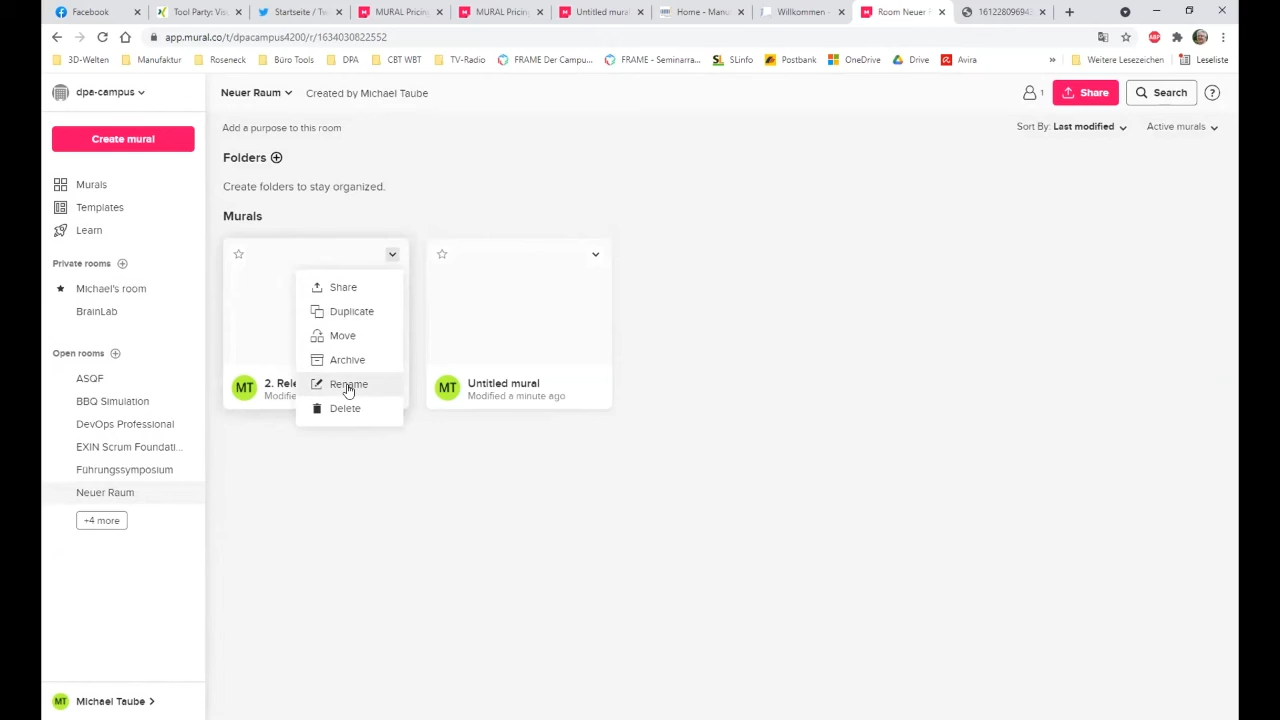 Facebook
Tool Party: Vis
Startseite / Tw
MURAL Pricing
MURAL Pricing
Untitled mural
Home - Manu
Willkommen -
Room Neuer R
161228096943
app.mural.co/t/dpacampus4200/r/1634030822552
ABP
3D-Welten
Manufaktur
Roseneck
Büro Tools
DPA
CBT WBT
TV-Radio
FRAME Der Campu...
FRAME - Seminarra...
SLinfo
Postbank
OneDrive
Drive
Avira
»
Weitere Lesezeichen
Leseliste
dpa-campus
Neuer Raum
Created by Michael Taube
1
Share
Search
?
Add a purpose to this room
Sort By: Last modified
Active murals
Create mural
Folders
Create folders to stay organized.
Murals
Templates
Learn
Murals
Private rooms
Michael's room
BrainLab
Open rooms
ASQF
BBQ Simulation
DevOps Professional
EXIN Scrum Foundati...
Führungssymposium
Neuer Raum
+4 more
Share
Duplicate
Move
Archive
Rename
Delete
MT
2. Rele
Modifie
MT
Untitled mural
Modified a minute ago
MT
Michael Taube